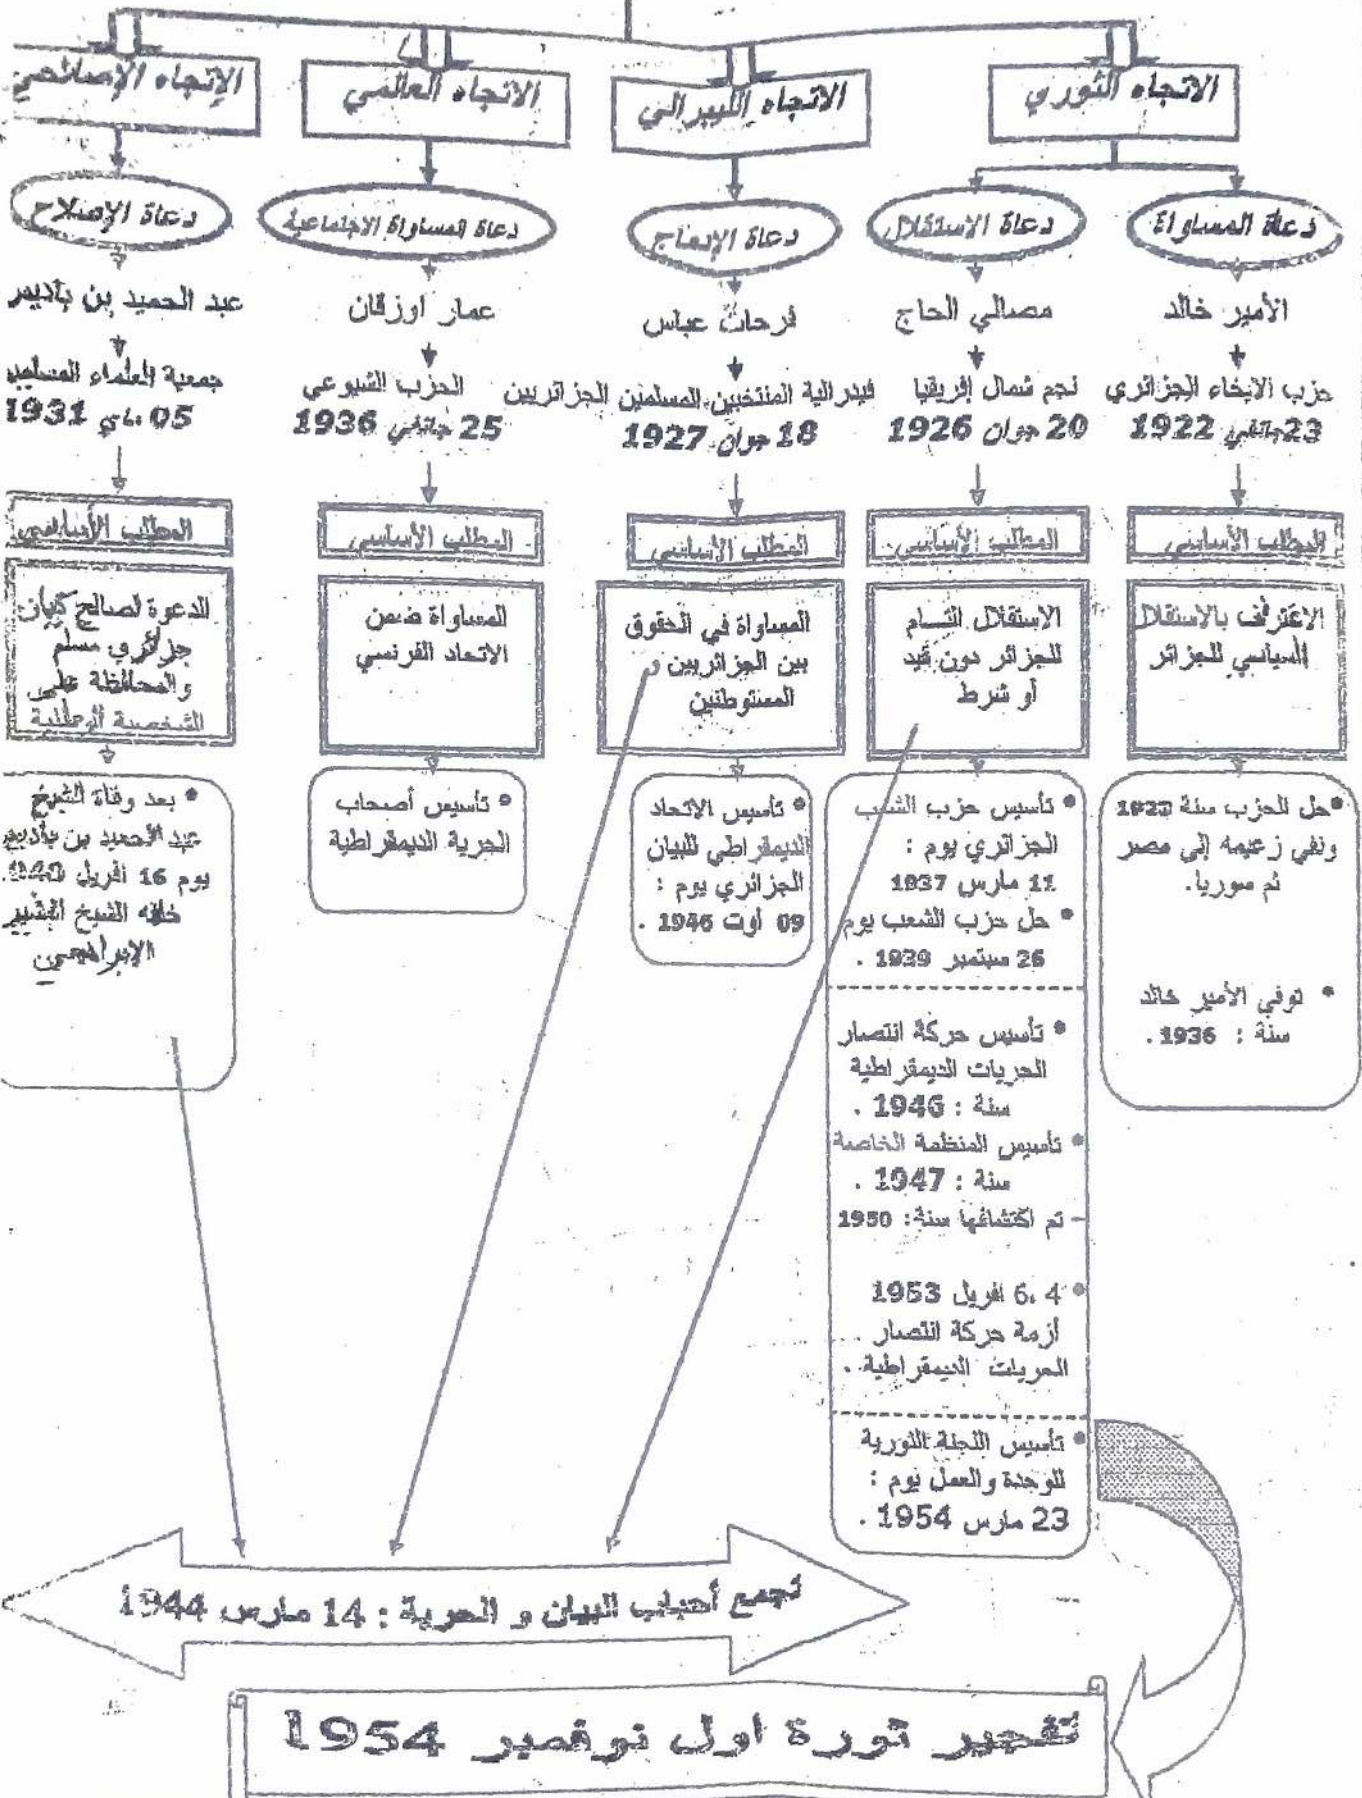 الاتجاه الثوري
الاتجاه الليبرالي
الاتجاه العالمي
الإتجاه الإصلاحي
دعاة المساواة
دعاة الاستقلال
دعاة الإدماج
دعاة المساواة الاجتماعية
دعاة الإصلاح
الأمير خالد
مصالي الحاج
فرحات عباس
عمار اوزقان
عبد الحميد بن باديس
حزب الاخاء الجزائري
23 جانفي 1922
نجم شمال إفريقيا
20 جوان 1926
فيدرالية المنتخبين المسلمين الجزائريين
18 جوان 1927
الحزب الشيوعي
25 جانفي 1936
جمعية العلماء المسلمين
05 ماي 1931
المطلب الأساسي
المطلب الأساسي
المطلب الأساسي
المطلب الأساسي
المطلب الأساسي
الاعتراف بالاستقلال
السياسي للجزائر
الاستقلال التام
للجزائر دون قيد
أو شرط
المساواة في الحقوق
بين الجزائريين و
المستوطنين
المساواة ضمن
الاتحاد الفرنسي
الدعوة لصالح كيان
جزائري مسلم
والمحافظة على
الشخصية الوطنية
• حل الحزب سنة
ونفي زعيمه إلى مصر
ثم سوريا.
• توفي الأمير خالد
سنة : 1936 .
• تأسيس حزب الشعب
الجزائري يوم :
11 مارس 1937
• حل حزب الشعب يوم
26 سبتمبر 1939 .
• تأسيس حركة انتصار
الحريات الديمقراطية
سنة : 1946 .
• تأسيس المنظمة الخاصة
سنة : 1947 .
- تم اكتشافها سنة: 1950
• 4 ،6 افريل 1953
أزمة حركة انتصار
الحريات الديمقراطية .
• تأسيس اللجنة الثورية
للوحدة والعمل يوم :
23 مارس 1954 .
• تأسيس الاتحاد
الديمقراطي للبيان
الجزائري يوم :
09 أوت 1946 .
• تأسيس أصحاب
الحرية الديمقراطية
• بعد وفاة الشيخ
عبد الحميد بن باديس
يوم 16 أفريل
خلفه الشيخ البشير
الإبراهيمي
تجمع أحباب البيان و الحرية : 14 مارس 1944
تفجير ثورة اول نوفمبر 1954